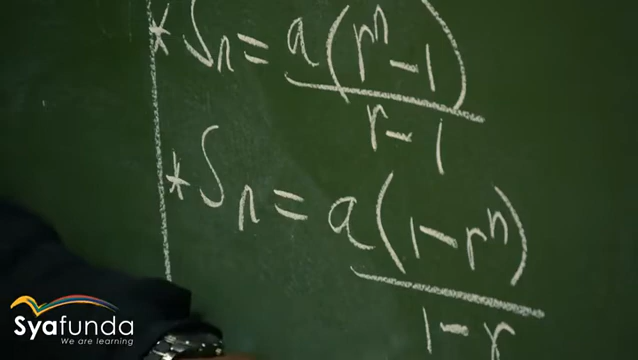 * Sn = a(rⁿ - 1)
r - 1
* Sn = a(1 - rⁿ)
1 - r
Syafunda
We are learning